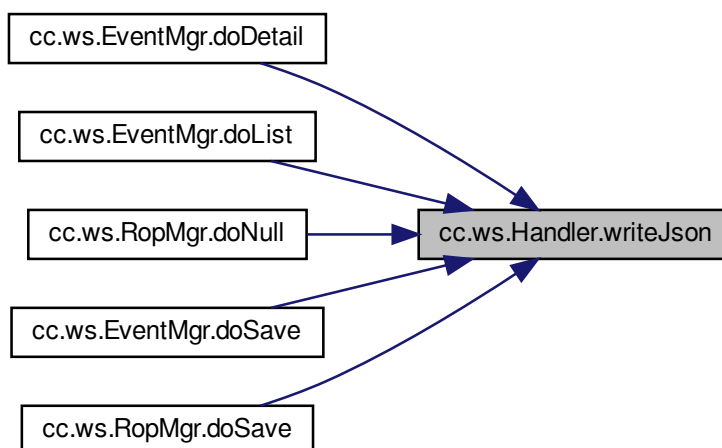 cc.ws.EventMgr.doDetail
cc.ws.EventMgr.doList
cc.ws.RopMgr.doNull
cc.ws.Handler.writeJson
cc.ws.EventMgr.doSave
cc.ws.RopMgr.doSave